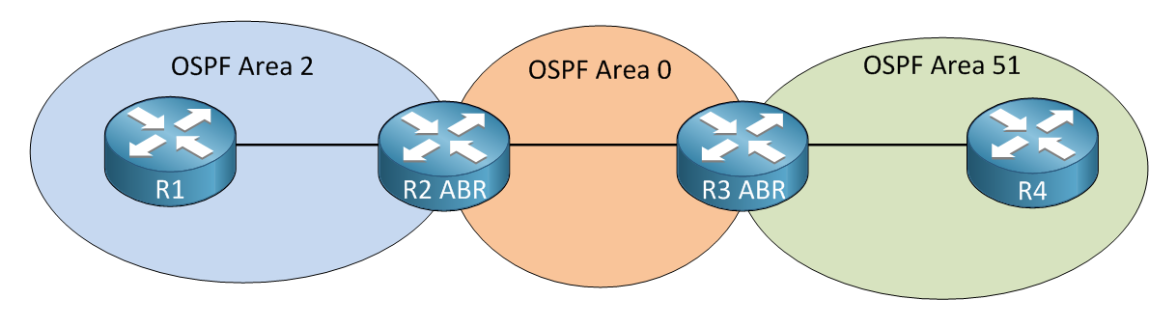 OSPF Area 2
OSPF Area 0
OSPF Area 51
R1
R2 ABR
R3 ABR
R4